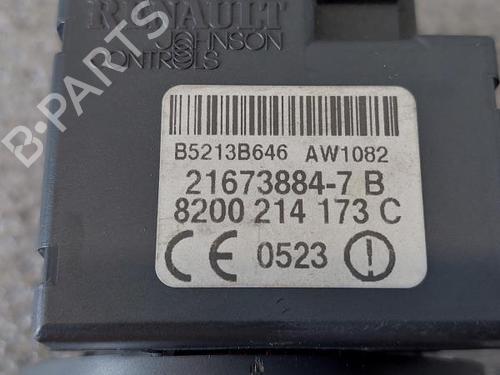 RENAULT
JOHNSON
CONTROLS
B-PARTS
B5213B646 AW1082
21673884-7 B
8200 214 173 C
CE 0523 !